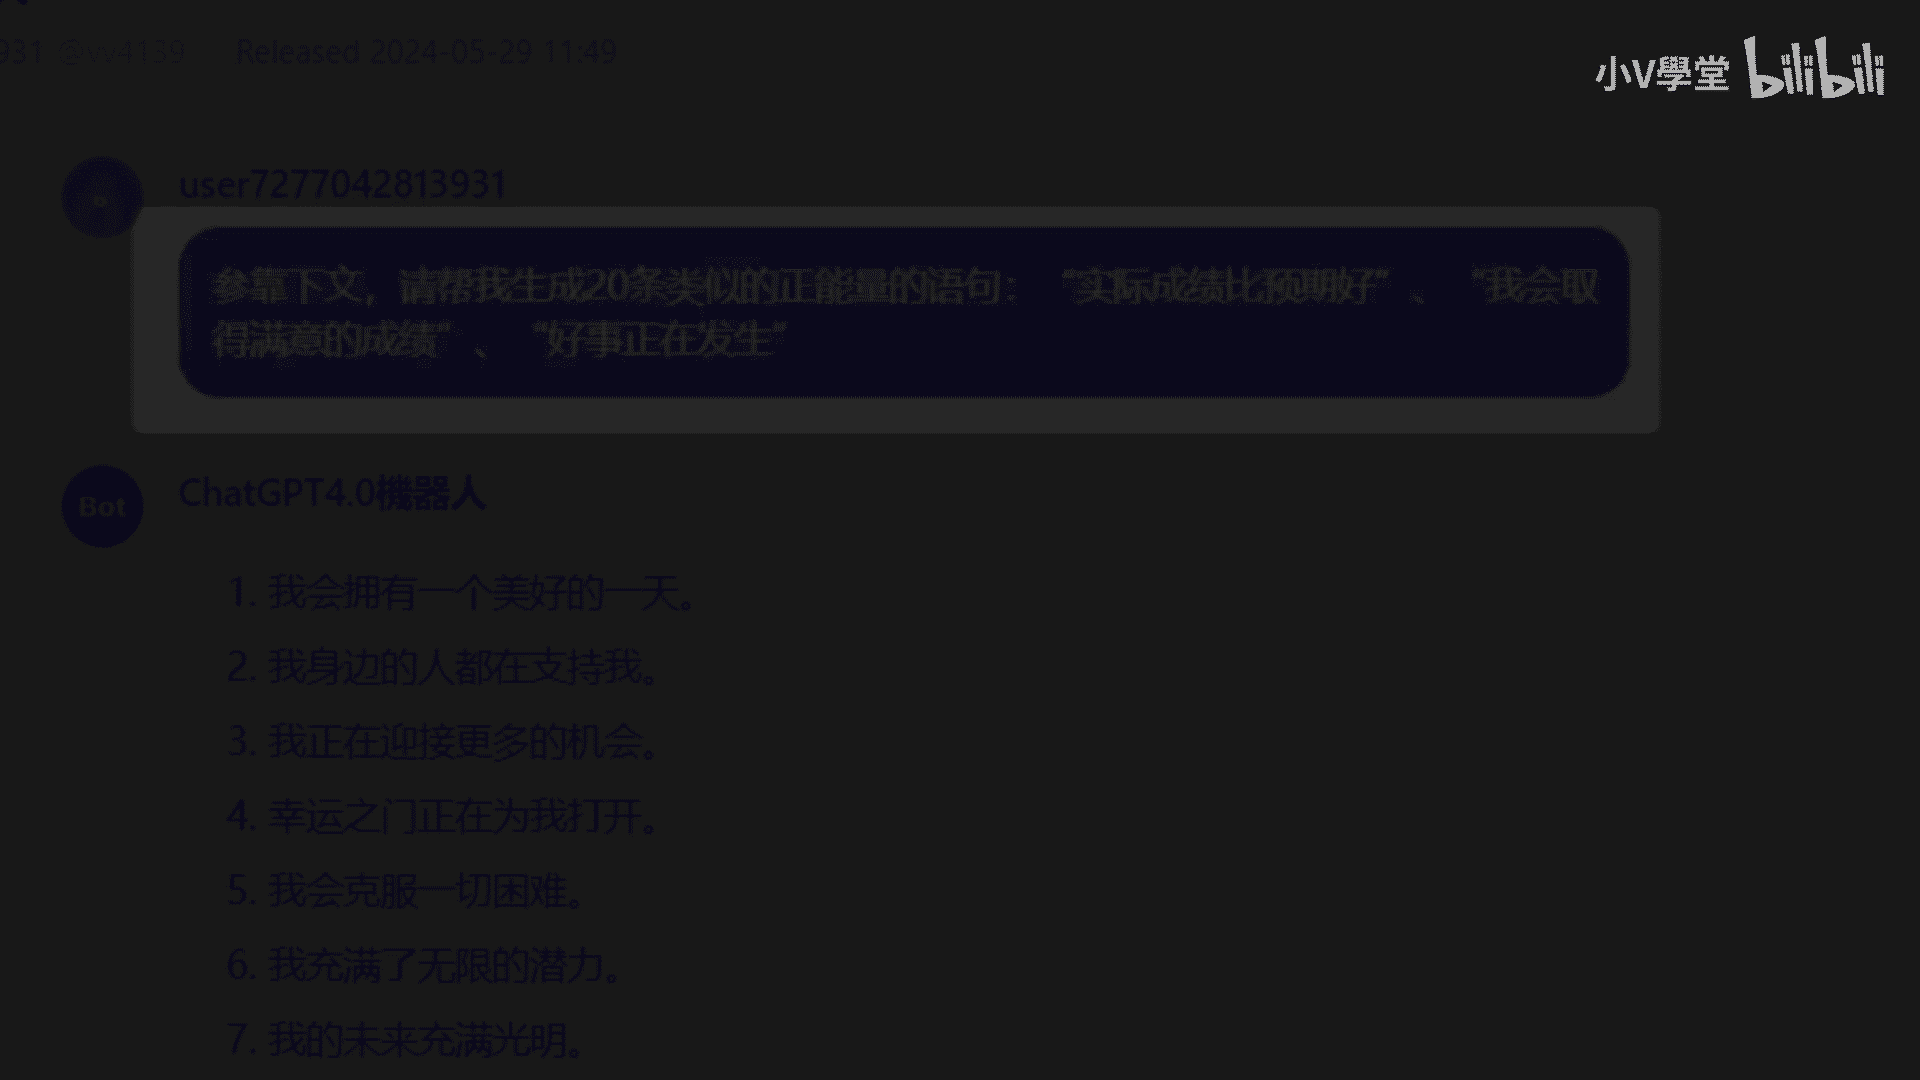 931 @vv4139 Released 2024-05-29 11:49
小V學堂 bilibili
user7277042813931
参靠下文，请帮我生成20条类似的正能量的语句：“实际成绩比预期好”、“我会取
得满意的成绩”、“好事正在发生”
Bot
ChatGPT4.0機器人
1. 我会拥有一个美好的一天。
2. 我身边的人都在支持我。
3. 我正在迎接更多的机会。
4. 幸运之门正在为我打开。
5. 我会克服一切困难。
6. 我充满了无限的潜力。
7. 我的未来充满光明。